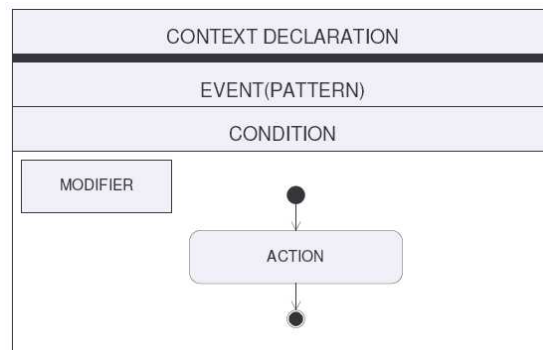 CONTEXT DECLARATION
EVENT(PATTERN)
CONDITION
MODIFIER
ACTION